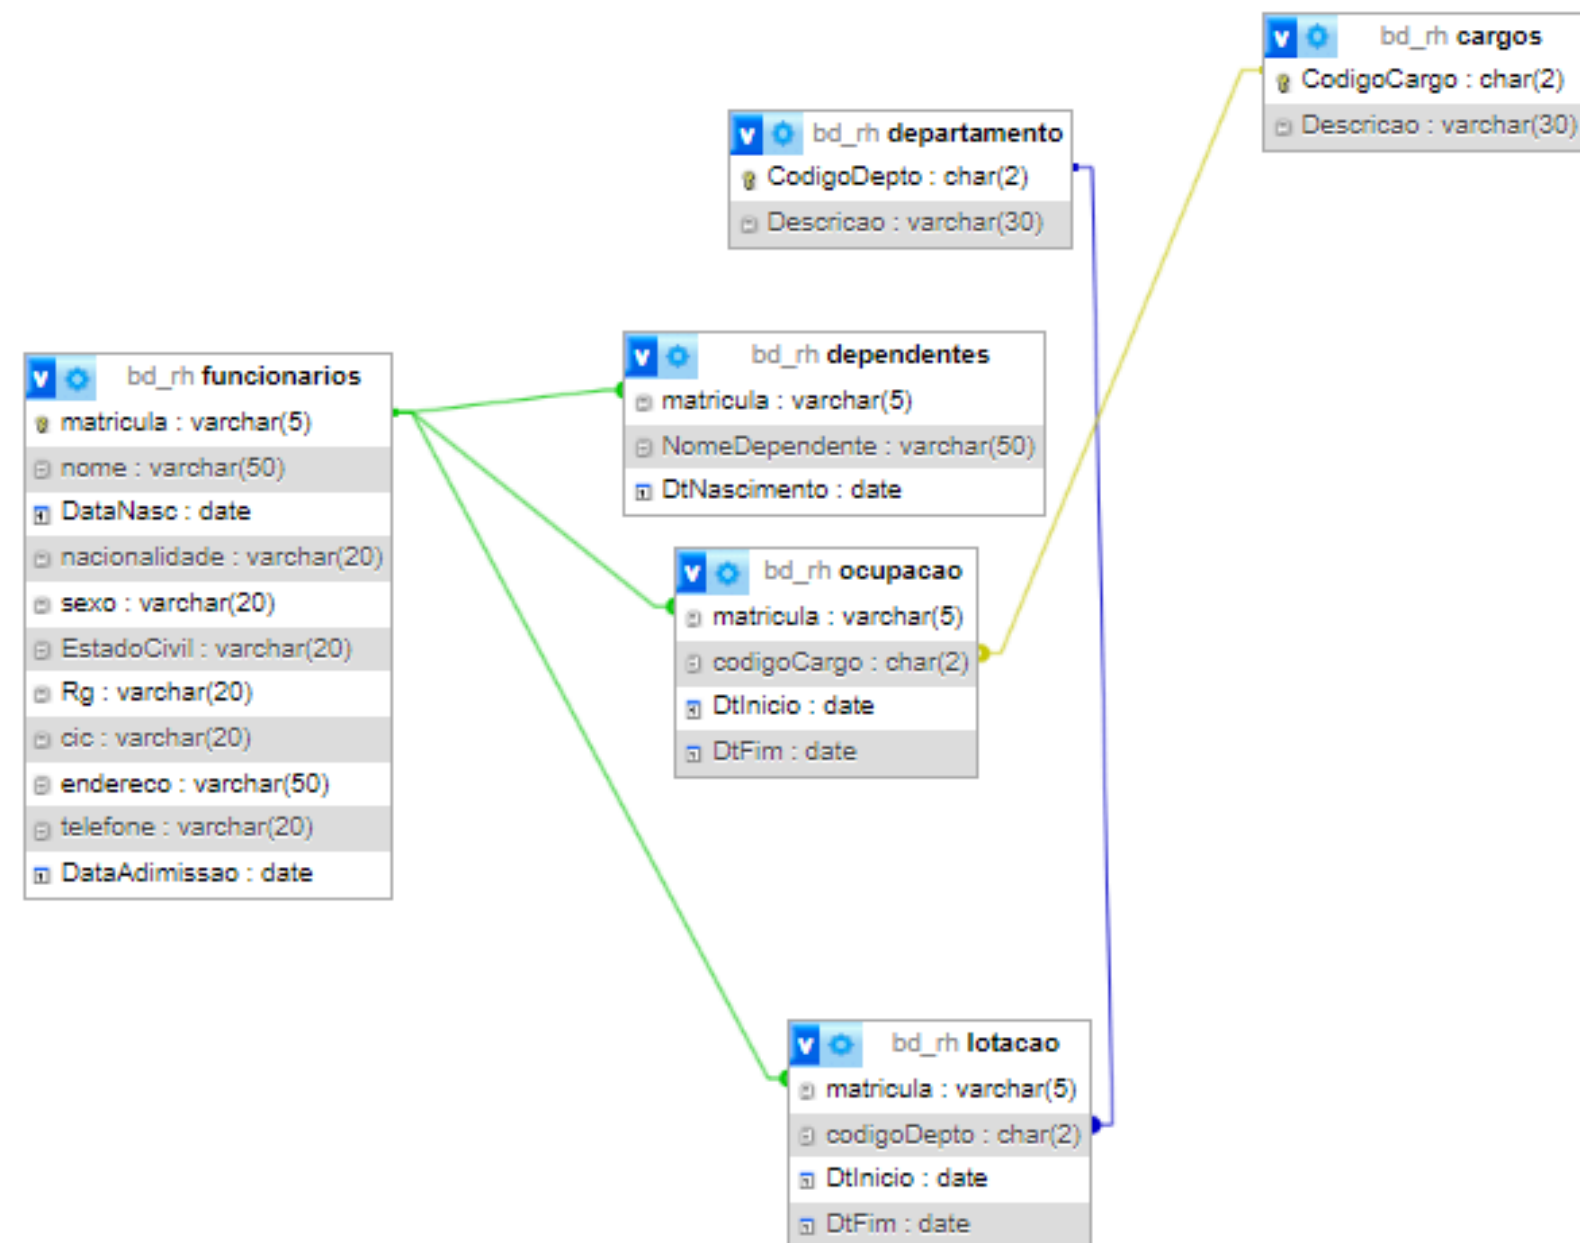 v bd_rh cargos
CodigoCargo : char(2)
Descricao : varchar(30)
v bd_rh departamento
CodigoDepto : char(2)
Descricao : varchar(30)
v bd_rh dependentes
matricula : varchar(5)
NomeDependente : varchar(50)
DtNascimento : date
v bd_rh funcionarios
matricula : varchar(5)
nome : varchar(50)
DataNasc : date
nacionalidade : varchar(20)
sexo : varchar(20)
EstadoCivil : varchar(20)
Rg : varchar(20)
cic : varchar(20)
endereco : varchar(50)
telefone : varchar(20)
DataAdimissao : date
v bd_rh ocupacao
matricula : varchar(5)
codigoCargo : char(2)
DtInicio : date
DtFim : date
v bd_rh lotacao
matricula : varchar(5)
codigoDepto : char(2)
DtInicio : date
DtFim : date